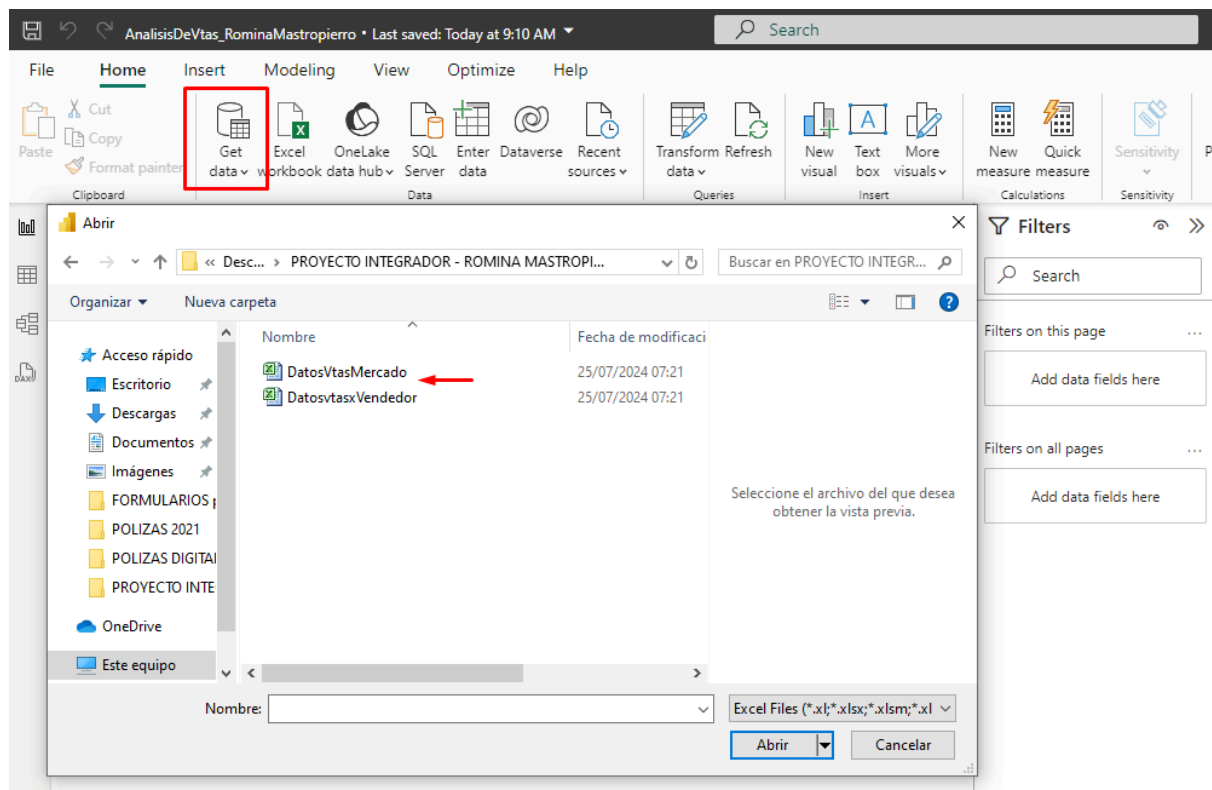 AnalisisDeVtas_RominaMastropierro • Last saved: Today at 9:10 AM
Search
File Home Insert Modeling View Optimize Help
Paste
Cut
Copy
Format painter
Get data
Excel workbook
OneLake data hub
SQL Server
Enter data
Dataverse
Recent sources
Transform data
Refresh
New visual
Text box
More visuals
New measure
Quick measure
Sensitivity
P
Clipboard Data Queries Insert Calculations Sensitivity
Abrir
« Desc... › PROYECTO INTEGRADOR - ROMINA MASTROPI...
Buscar en PROYECTO INTEGR...
Organizar Nueva carpeta
Acceso rápido
Escritorio
Descargas
Documentos
Imágenes
FORMULARIOS p
POLIZAS 2021
POLIZAS DIGITAI
PROYECTO INTE
OneDrive
Este equipo
Nombre Fecha de modificaci
DatosVtasMercado 25/07/2024 07:21
DatosvtasxVendedor 25/07/2024 07:21
Seleccione el archivo del que desea
obtener la vista previa.
Nombre:
Excel Files (*.xl;*.xlsx;*.xlsm;*.xl
Abrir Cancelar
DAX
Filters
Search
Filters on this page ...
Add data fields here
Filters on all pages ...
Add data fields here